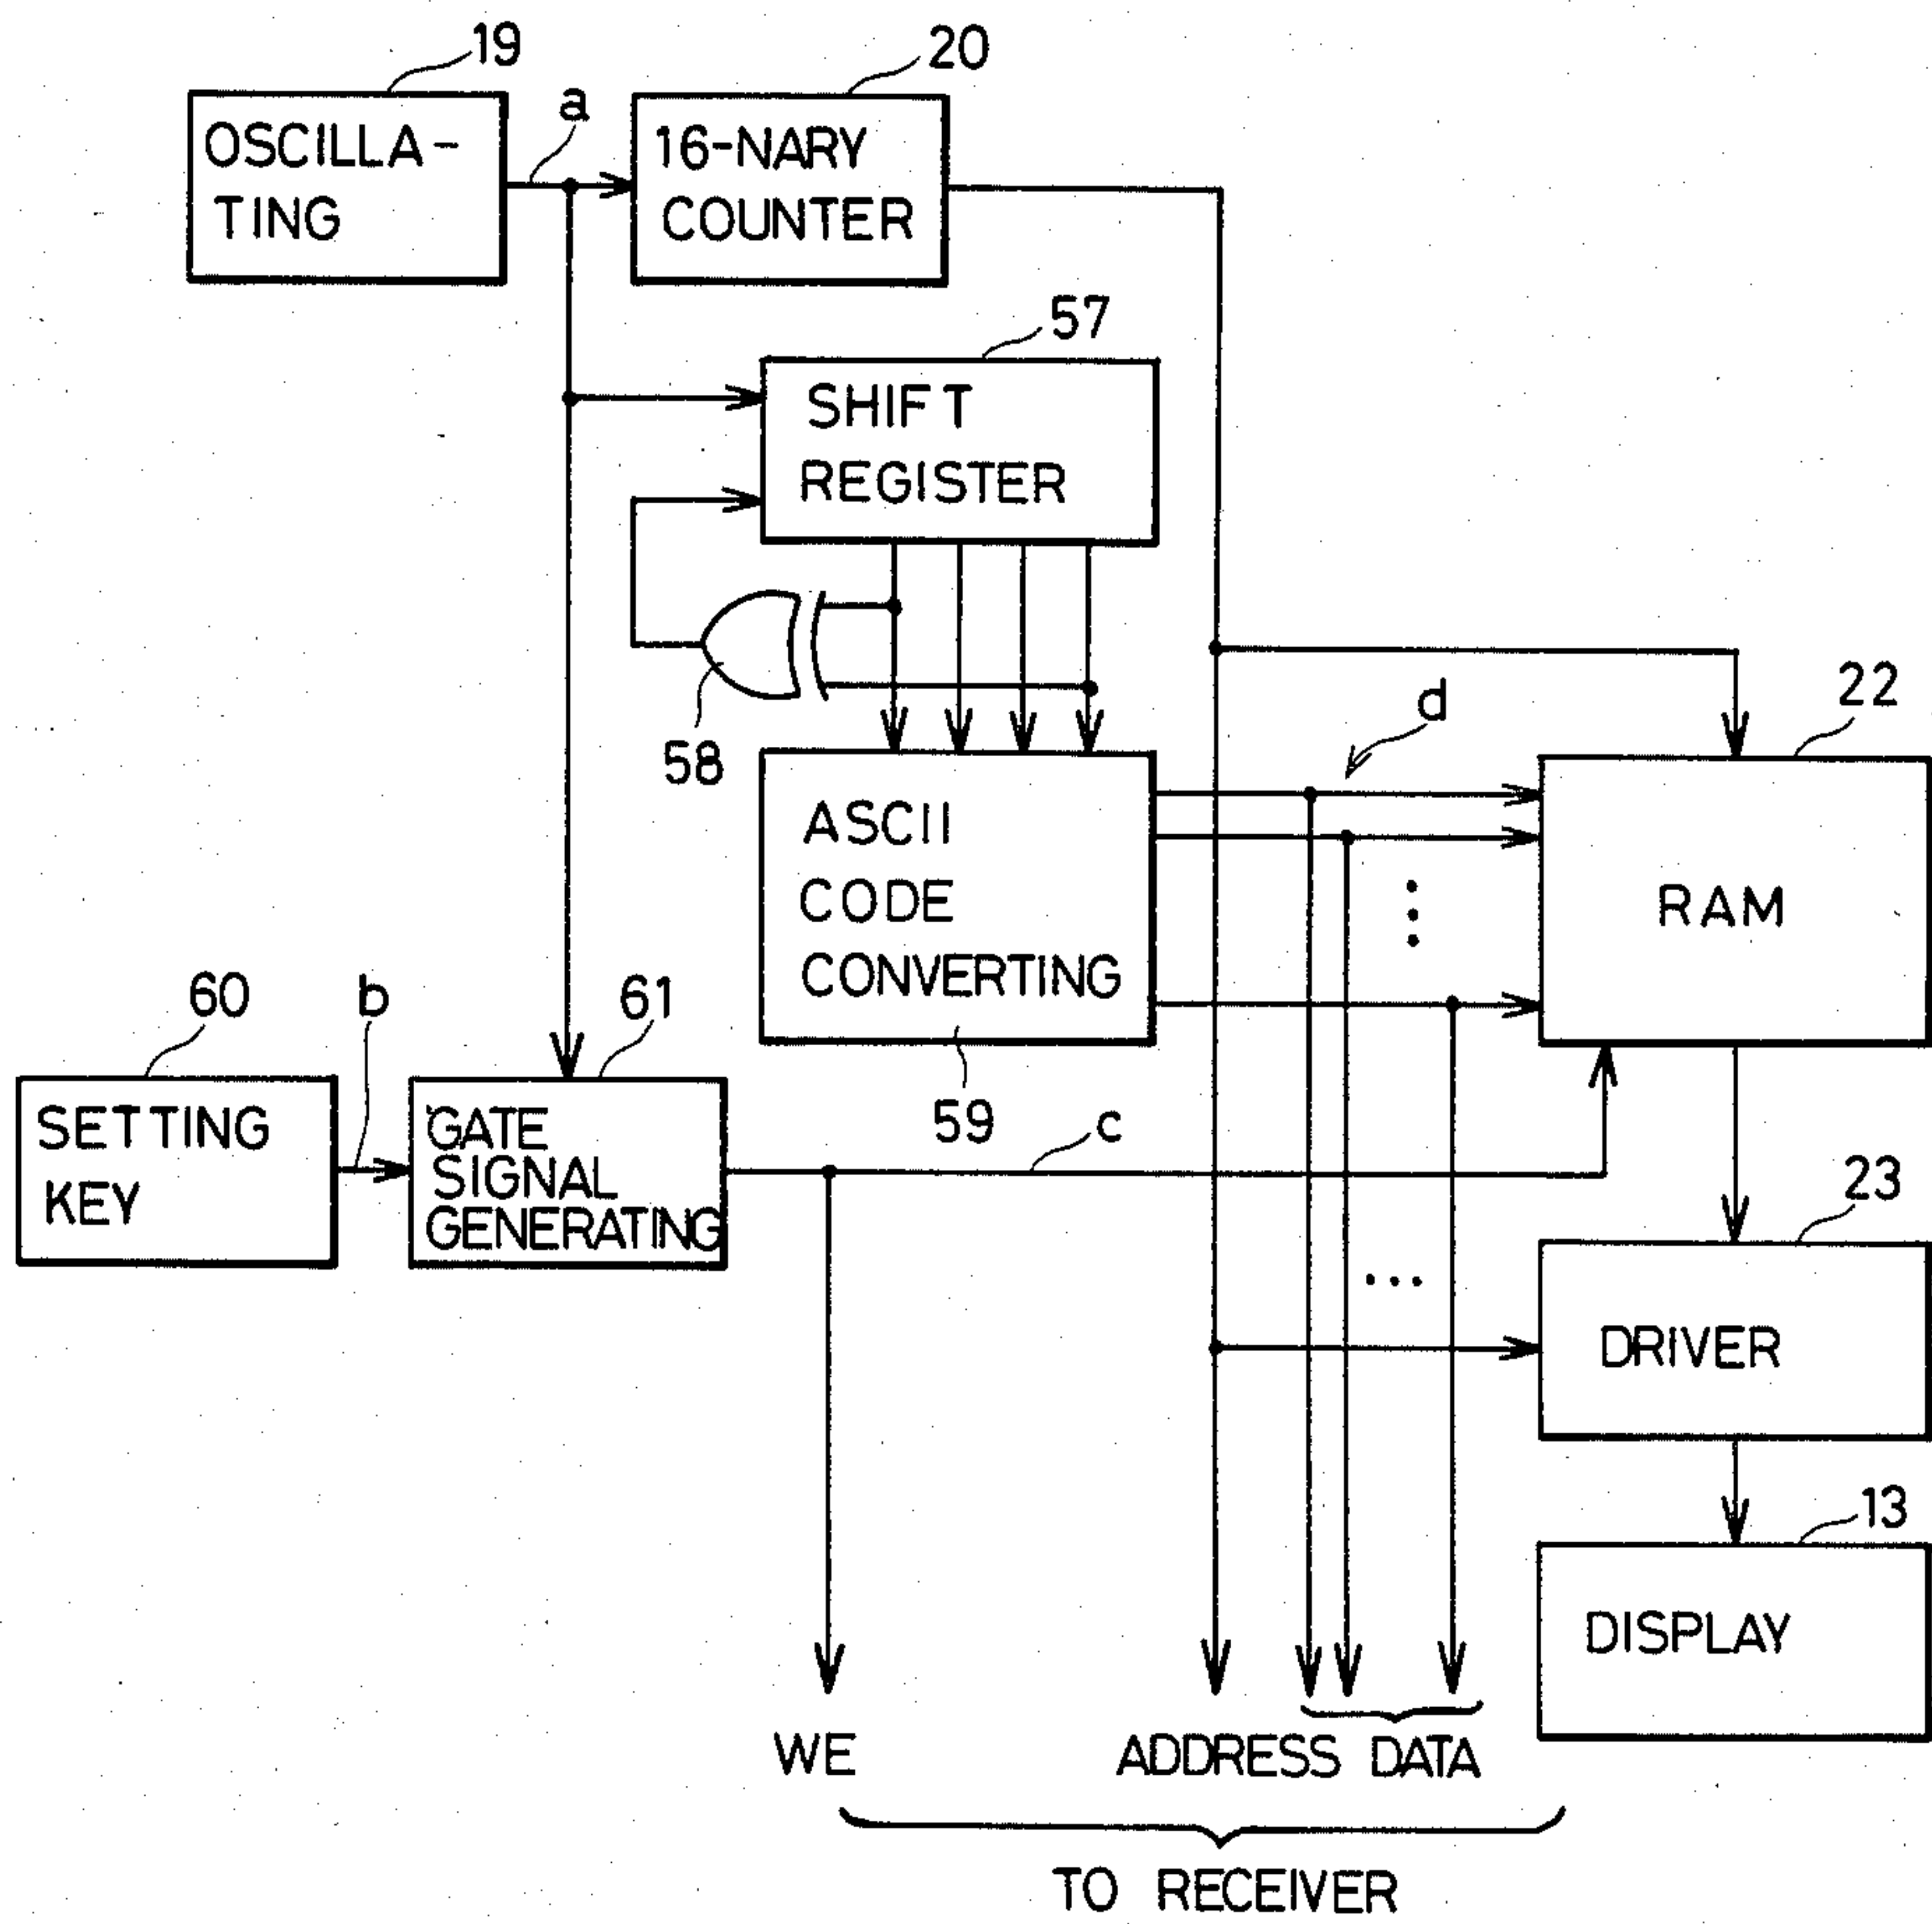 19
20
a
OSCILLA-
TING
16-NARY
COUNTER
57
SHIFT
REGISTER
58
d
22
ASCII
CODE
CONVERTING
RAM
60
b
61
59
c
SETTING
KEY
GATE
SIGNAL
GENERATING
23
DRIVER
13
DISPLAY
WE
ADDRESS DATA
TO RECEIVER